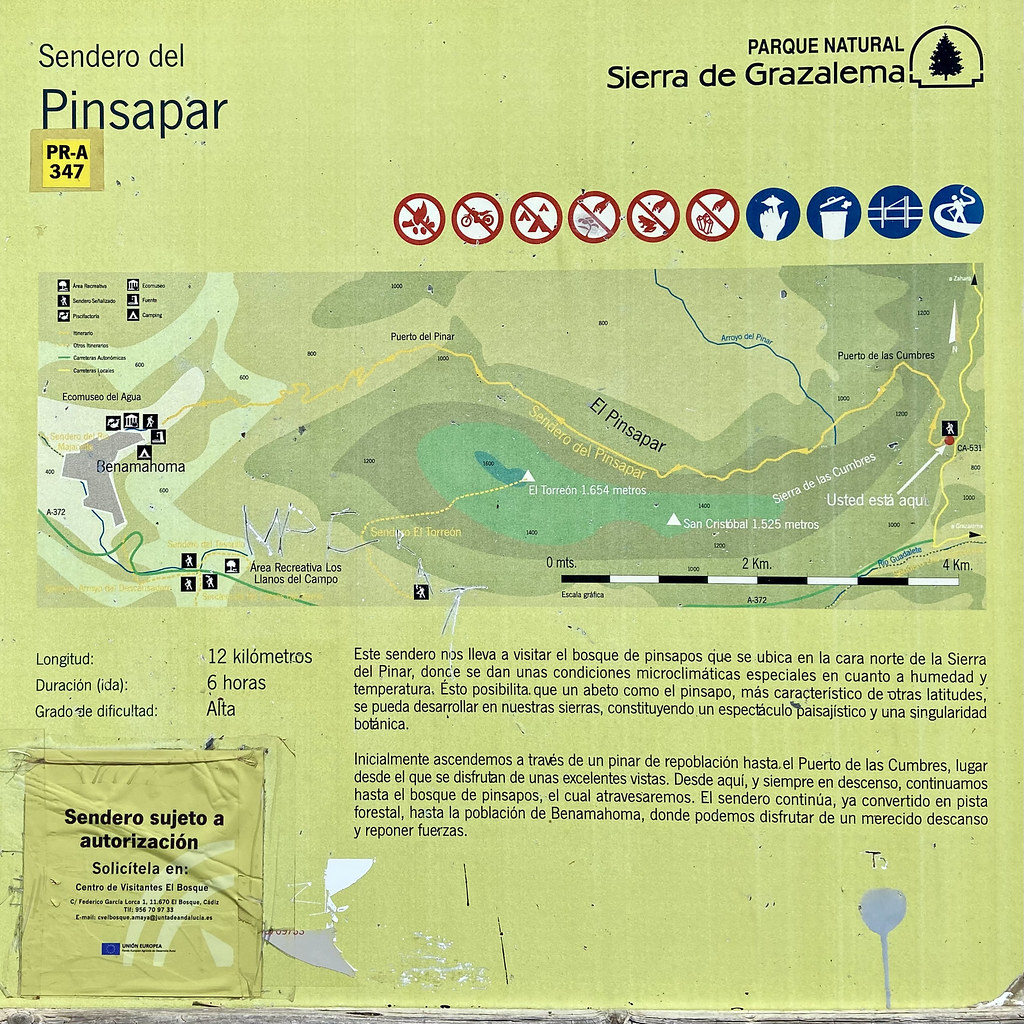 Sendero del
Pinsapar
PR-A
347
PARQUE NATURAL
Sierra de Grazalema
Área Recreativa
Sendero Señalizado
Piscifactoría
Ecomuseo
Fuente
Camping
Itinerario
Otros Itinerarios
Carreteras Autonómicas
Carreteras Locales
a Zahara
1000
1200
800
Arroyo del Pinar
N
Puerto del Pinar
1000
800
Puerto de las Cumbres
600
600
Ecomuseo del Agua
El Pinsapar
1000
1200
Sendero del Pinsapar
Benamahoma
400
CA-531
1200
1600
Sierra de las Cumbres
800
600
El Torreón 1.654 metros
Usted está aquí
1400
A-372
San Cristóbal 1.525 metros
1000
Sendero El Torreón
1400
1200
MPC
Río Guadalete
Área Recreativa Los
Llanos del Campo
0 mts.
2 Km.
4 Km.
1000
Escala gráfica
A-372
Longitud: 12 kilómetros
Duración (ida): 6 horas
Grado de dificultad: Alta
Este sendero nos lleva a visitar el bosque de pinsapos que se ubica en la cara norte de la Sierra
del Pinar, donde se dan unas condiciones microclimáticas especiales en cuanto a humedad y
temperatura. Ésto posibilita que un abeto como el pinsapo, más característico de otras latitudes,
se pueda desarrollar en nuestras sierras, constituyendo un espectáculo paisajístico y una singularidad
botánica.
Inicialmente ascendemos a través de un pinar de repoblación hasta el Puerto de las Cumbres, lugar
desde el que se disfrutan de unas excelentes vistas. Desde aquí, y siempre en descenso, continuamos
hasta el bosque de pinsapos, el cual atravesaremos. El sendero continúa, ya convertido en pista
forestal, hasta la población de Benamahoma, donde podemos disfrutar de un merecido descanso
y reponer fuerzas.
Sendero sujeto a
autorización
Solicítela en:
Centro de Visitantes El Bosque
C/ Federico García Lorca 1, 11.670 El Bosque, Cádiz
Tlf: 956 70 97 33
E-mail: cvelbosque.amaya@juntadeandalucia.es
UNIÓN EUROPEA